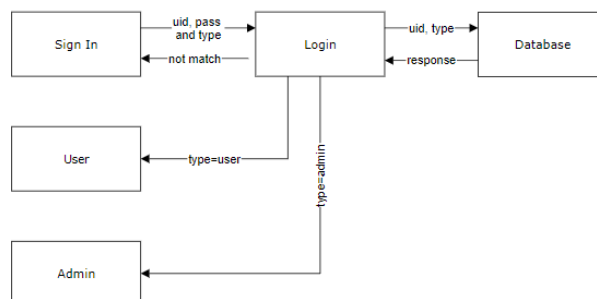 uid, pass
and type
uid, type
Sign In
Login
Database
not match
response
User
type=user
type=admin
Admin